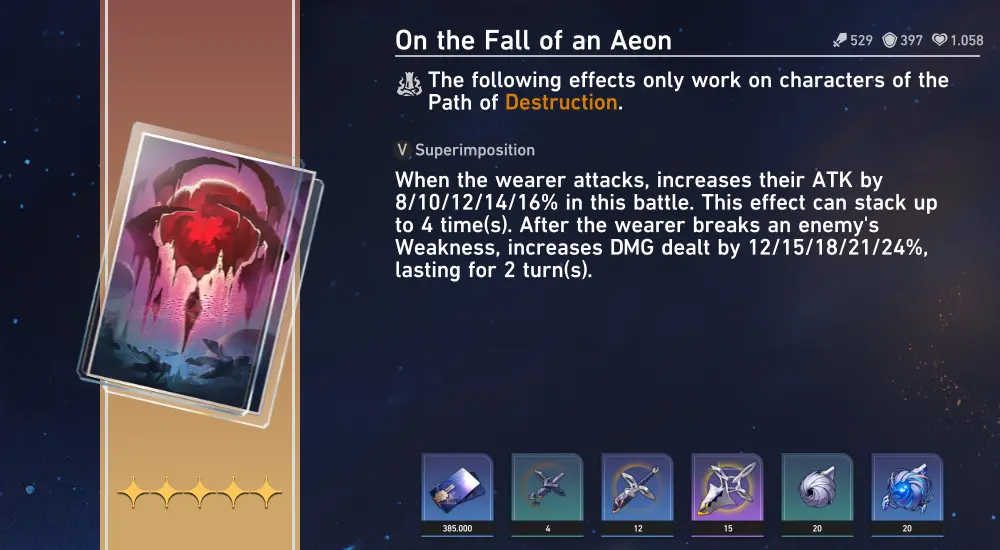 On the Fall of an Aeon
529 397 1.058
The following effects only work on characters of the
Path of Destruction.
V Superimposition
When the wearer attacks, increases their ATK by
8/10/12/14/16% in this battle. This effect can stack up
to 4 time(s). After the wearer breaks an enemy's
Weakness, increases DMG dealt by 12/15/18/21/24%,
lasting for 2 turn(s).
385.000 4 12 15 20 20